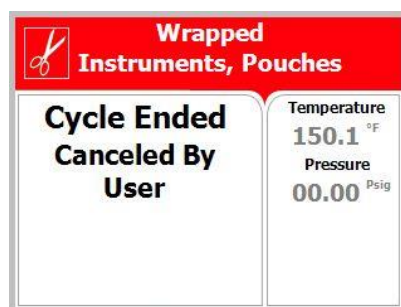 Wrapped
Instruments, Pouches
Cycle Ended
Canceled By
User
Temperature
150.1 °F
Pressure
00.00 Psig